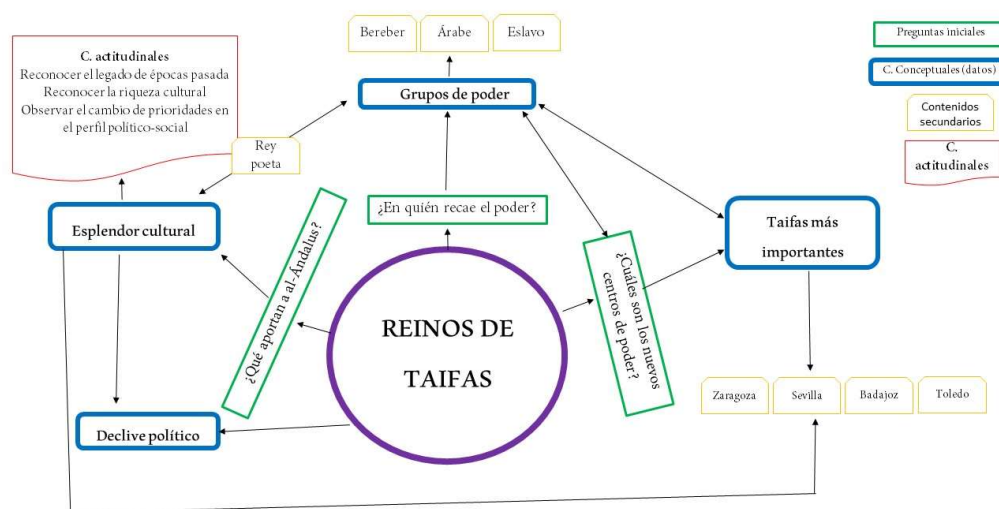 Bereber
Árabe
Eslavo
Preguntas iniciales
C. actitudinales
Reconocer el legado de épocas pasada
Reconocer la riqueza cultural
Observar el cambio de prioridades en
el perfil político-social
Grupos de poder
C. Conceptuales (datos)
Contenidos
secundarios
Rey
poeta
C.
actitudinales
¿En quién recae el poder?
Esplendor cultural
¿Qué aportan a al-Ándalus?
¿Cuáles son los nuevos
centros de poder?
Taifas más
importantes
REINOS DE
TAIFAS
Zaragoza
Sevilla
Badajoz
Toledo
Declive político